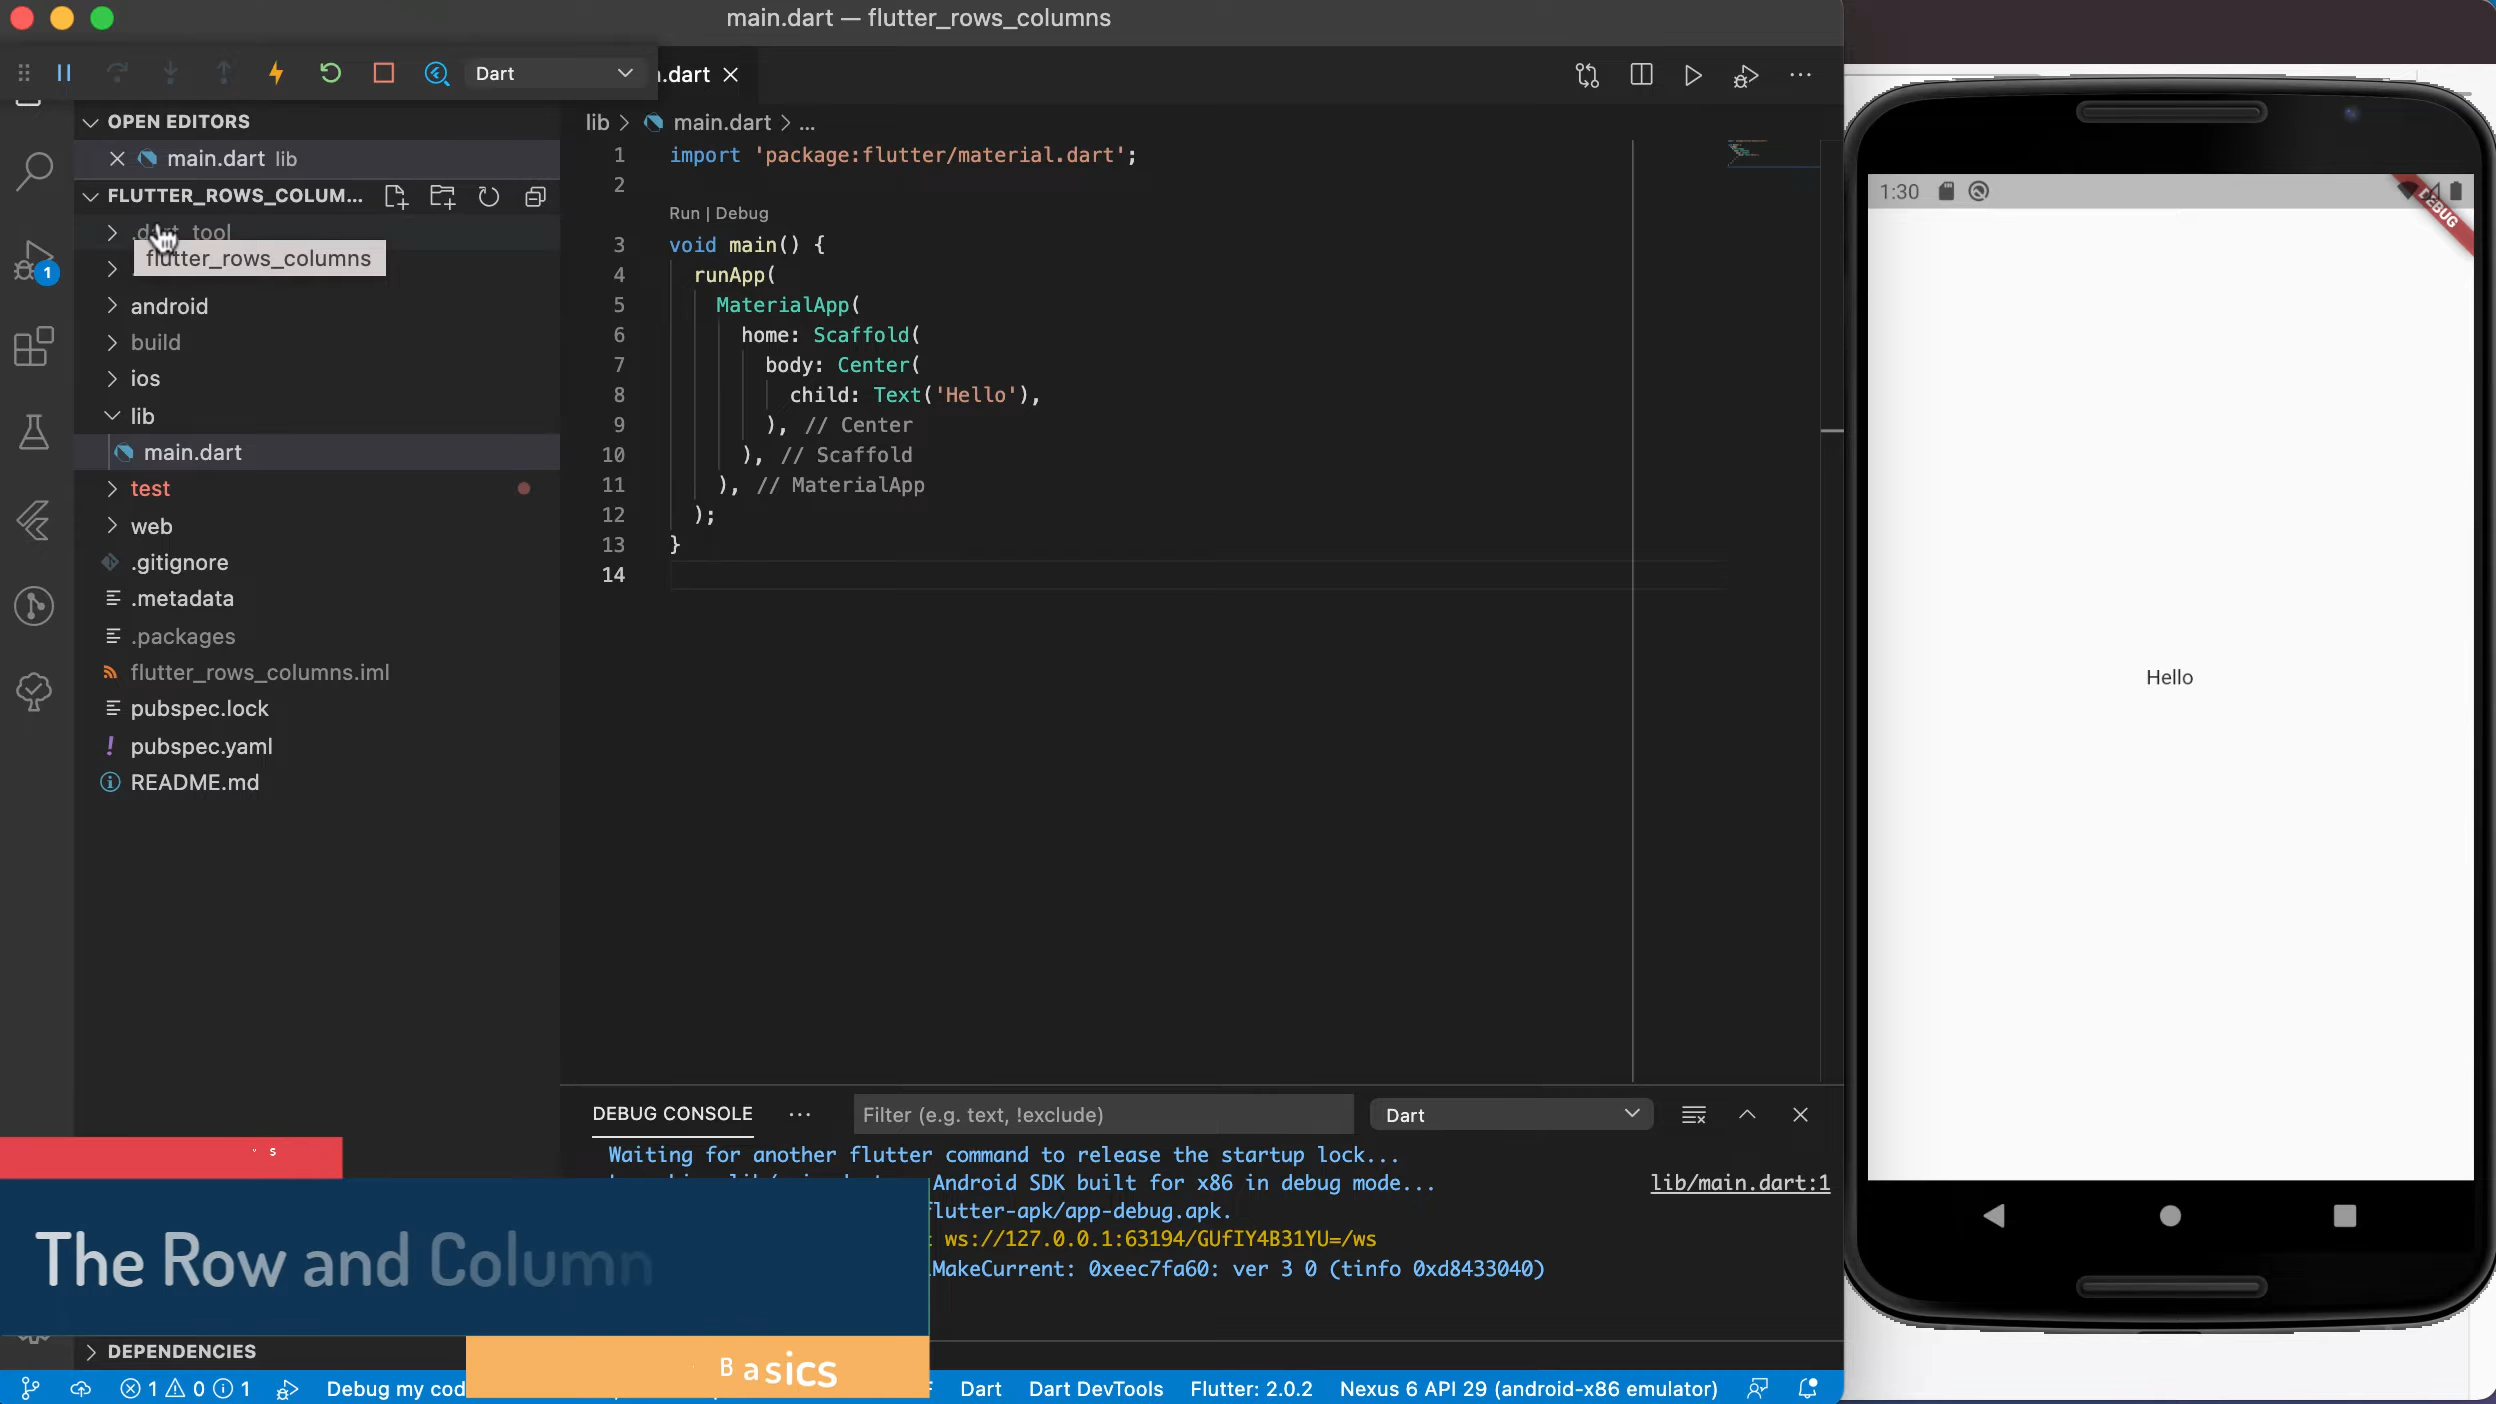 main.dart — flutter_rows_columns
Dart
.dart
OPEN EDITORS
main.dart lib
FLUTTER_ROWS_COLUM...
.dart_tool
flutter_rows_columns
android
build
ios
lib
main.dart
test
web
.gitignore
.metadata
.packages
flutter_rows_columns.iml
pubspec.lock
pubspec.yaml
README.md
DEPENDENCIES
1
lib > main.dart > ...
1 import 'package:flutter/material.dart';
2
Run | Debug
3 void main() {
4 runApp(
5 MaterialApp(
6 home: Scaffold(
7 body: Center(
8 child: Text('Hello'),
9 ), // Center
10 ), // Scaffold
11 ), // MaterialApp
12 );
13 }
14
DEBUG CONSOLE ... Filter (e.g. text, !exclude) Dart
Waiting for another flutter command to release the startup lock...
Android SDK built for x86 in debug mode... lib/main.dart:1
flutter-apk/app-debug.apk.
: ws://127.0.0.1:63194/GUfIY4B31YU=/ws
MakeCurrent: 0xeec7fa60: ver 3 0 (tinfo 0xd8433040)
The Row and Column
Basics
1 0 1 Debug my cod Dart Dart DevTools Flutter: 2.0.2 Nexus 6 API 29 (android-x86 emulator)
1:30
DEBUG
Hello